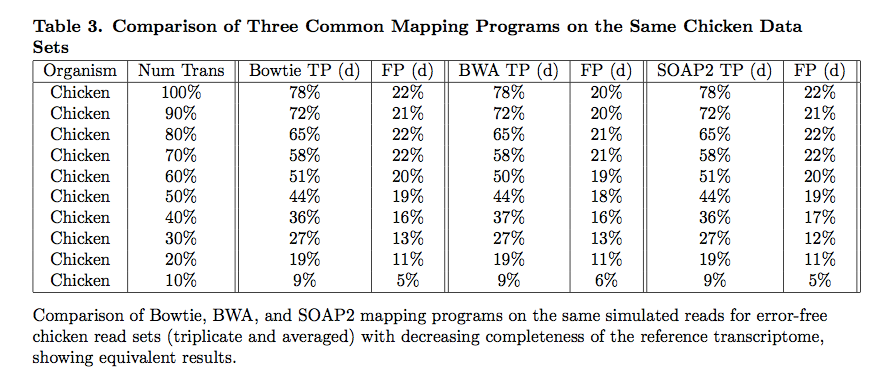 Table 3. Comparison of Three Common Mapping Programs on the Same Chicken Data
Sets
Organism Num Trans Bowtie TP (d) FP (d) BWA TP (d) FP (d) SOAP2 TP (d) FP (d)
Chicken 100% 78% 22% 78% 20% 78% 22%
Chicken 90% 72% 21% 72% 20% 72% 21%
Chicken 80% 65% 22% 65% 21% 65% 22%
Chicken 70% 58% 22% 58% 21% 58% 22%
Chicken 60% 51% 20% 50% 19% 51% 20%
Chicken 50% 44% 19% 44% 18% 44% 19%
Chicken 40% 36% 16% 37% 16% 36% 17%
Chicken 30% 27% 13% 27% 13% 27% 12%
Chicken 20% 19% 11% 19% 11% 19% 11%
Chicken 10% 9% 5% 9% 6% 9% 5%
Comparison of Bowtie, BWA, and SOAP2 mapping programs on the same simulated reads for error-free
chicken read sets (triplicate and averaged) with decreasing completeness of the reference transcriptome,
showing equivalent results.